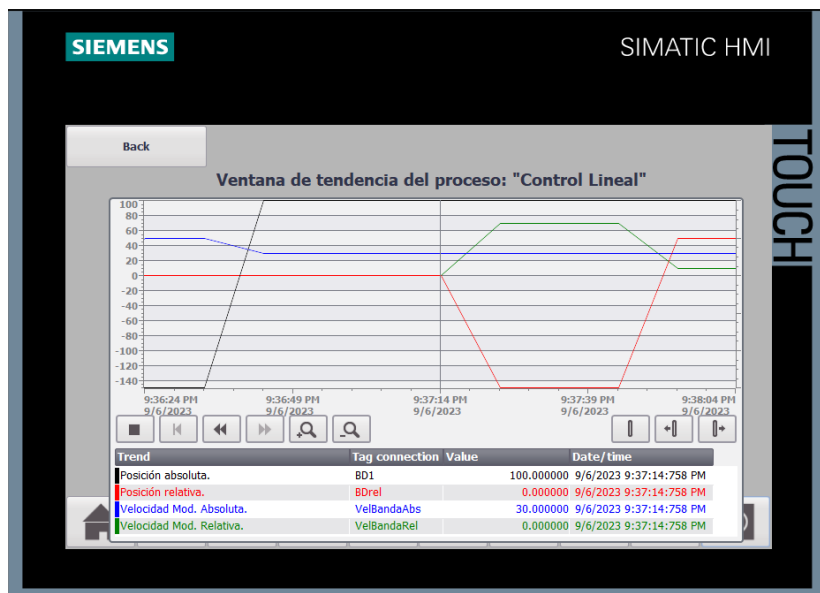 SIEMENS
SIMATIC HMI
TOUCH
Back
Ventana de tendencia del proceso: "Control Lineal"
100
80
60
40
20
0
-20
-40
-60
-80
-100
-120
-140
9:36:24 PM 9:36:49 PM 9:37:14 PM 9:37:39 PM 9:38:04 PM
9/6/2023 9/6/2023 9/6/2023 9/6/2023 9/6/2023
Trend Tag connection Value Date/time
Posición absoluta. BD1 100.000000 9/6/2023 9:37:14:758 PM
Posición relativa. BDrel 0.000000 9/6/2023 9:37:14:758 PM
Velocidad Mod. Absoluta. VelBandaAbs 30.000000 9/6/2023 9:37:14:758 PM
Velocidad Mod. Relativa. VelBandaRel 0.000000 9/6/2023 9:37:14:758 PM